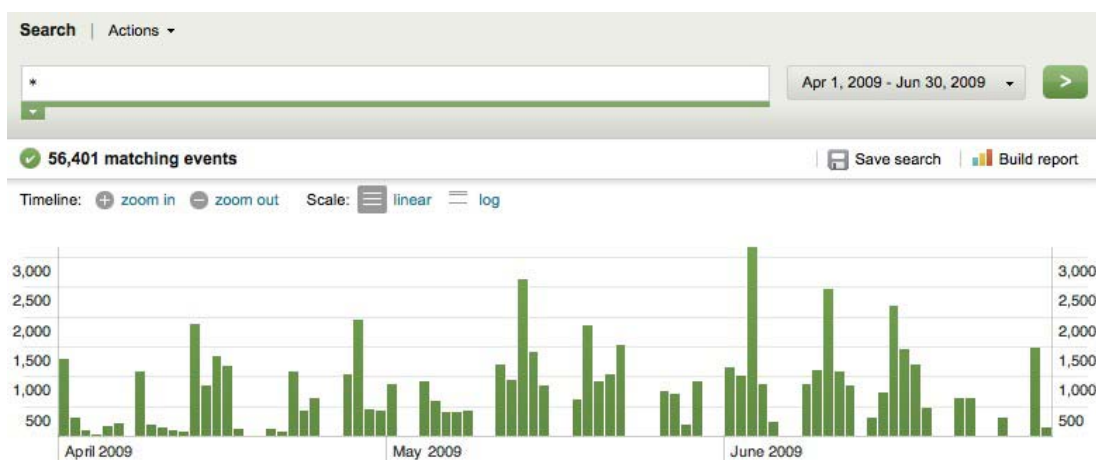 Search | Actions
*
Apr 1, 2009 - Jun 30, 2009 >
56,401 matching events
Save search | Build report
Timeline: zoom in zoom out Scale: linear log
3,000 3,000
2,500 2,500
2,000 2,000
1,500 1,500
1,000 1,000
500 500
April 2009 May 2009 June 2009